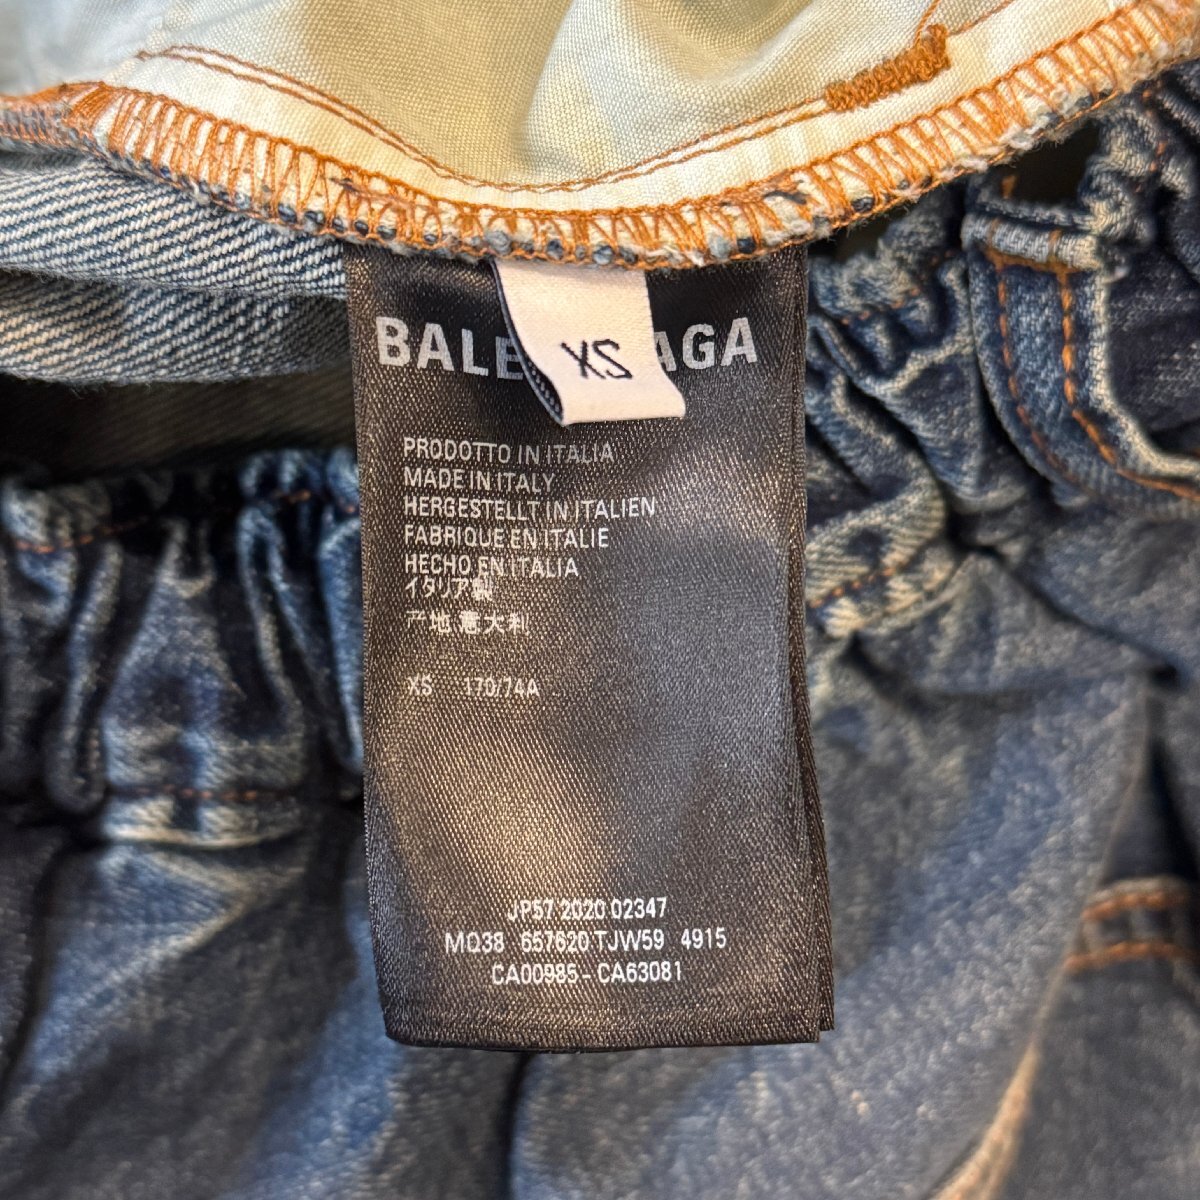 BALE AGA
XS
PRODOTTO IN ITALIA
MADE IN ITALY
HERGESTELLT IN ITALIEN
FABRIQUE EN ITALIE
HECHO EN ITALIA
イタリア製
产地:意大利
XS 170/74A
JP57 2020 02347
MQ38 657620 TJW59 4915
CA00985 - CA63081